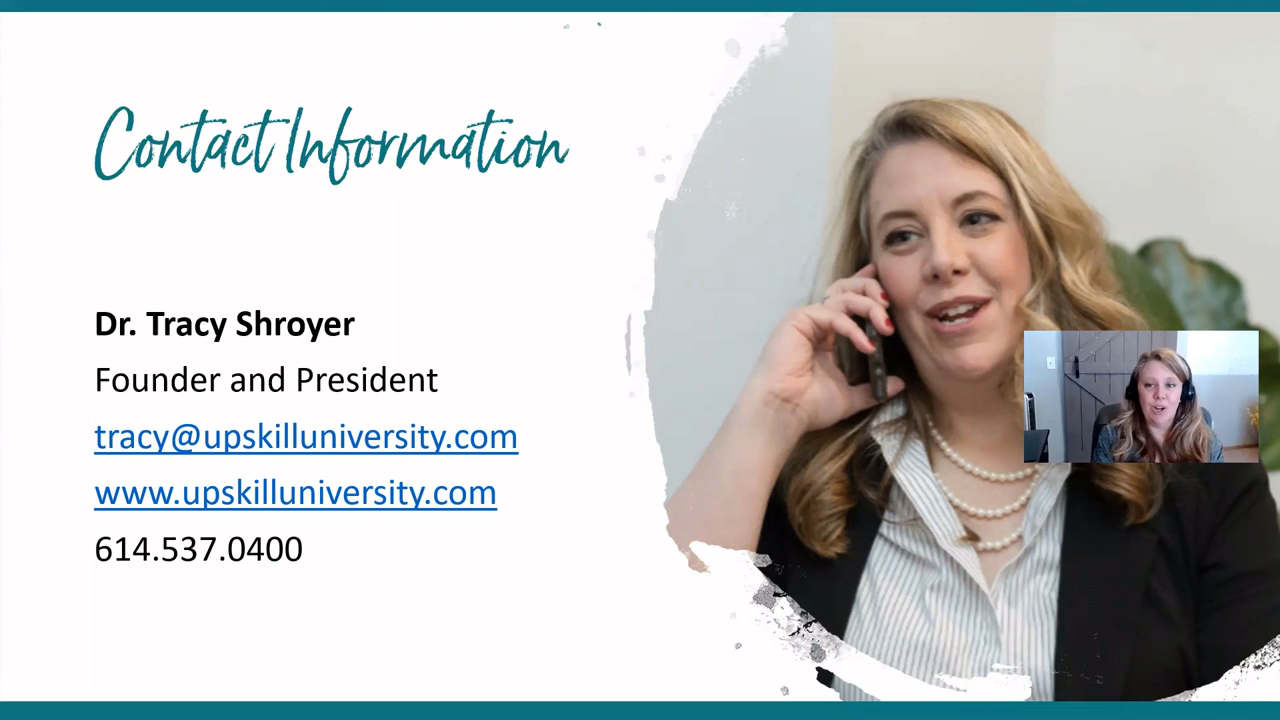 Contact Information
Dr. Tracy Shroyer
Founder and President
tracy@upskilluniversity.com
www.upskilluniversity.com
614.537.0400